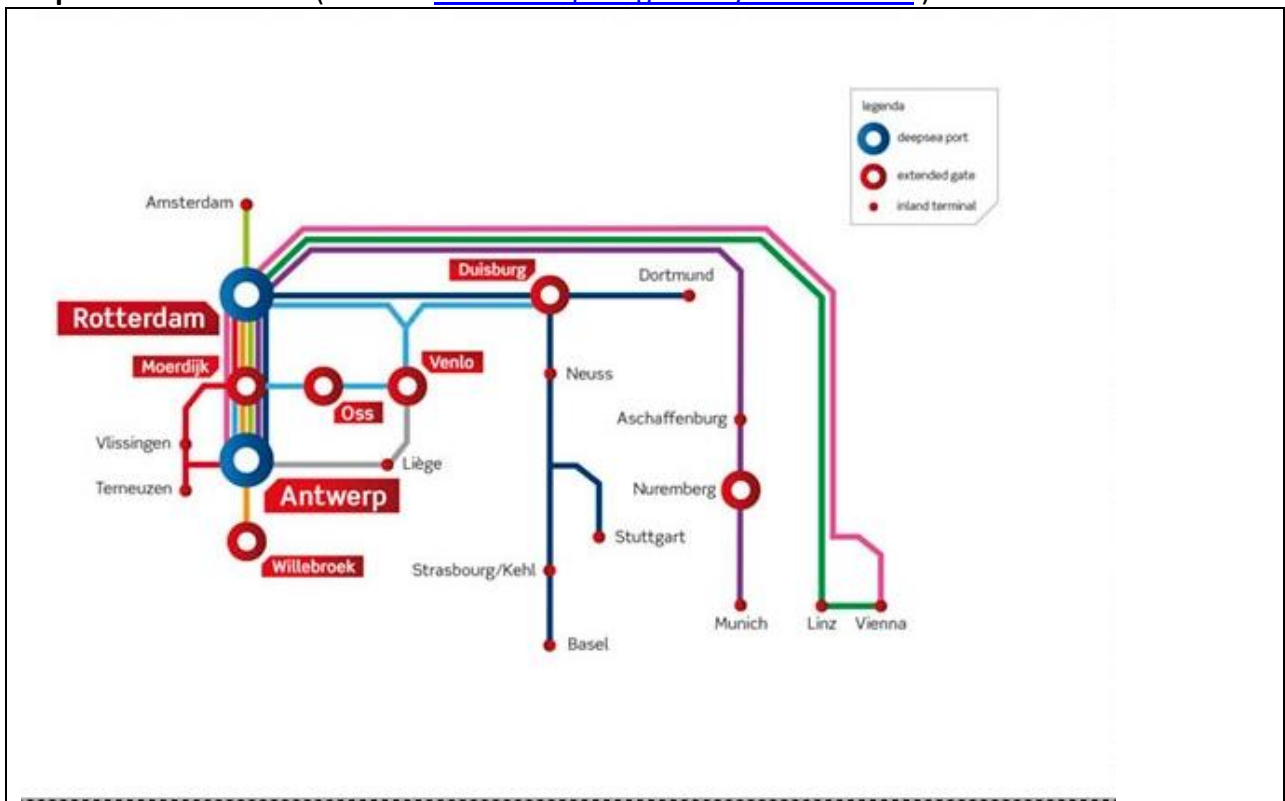 legenda
deepsea port
extended gate
inland terminal
Amsterdam
Duisburg
Dortmund
Rotterdam
Moerdijk
Venlo
Neuss
Oss
Aschaffenburg
Vlissingen
Liège
Terneuzen
Nuremberg
Antwerp
Stuttgart
Willebroek
Strasbourg/Kehl
Munich
Linz
Vienna
Basel